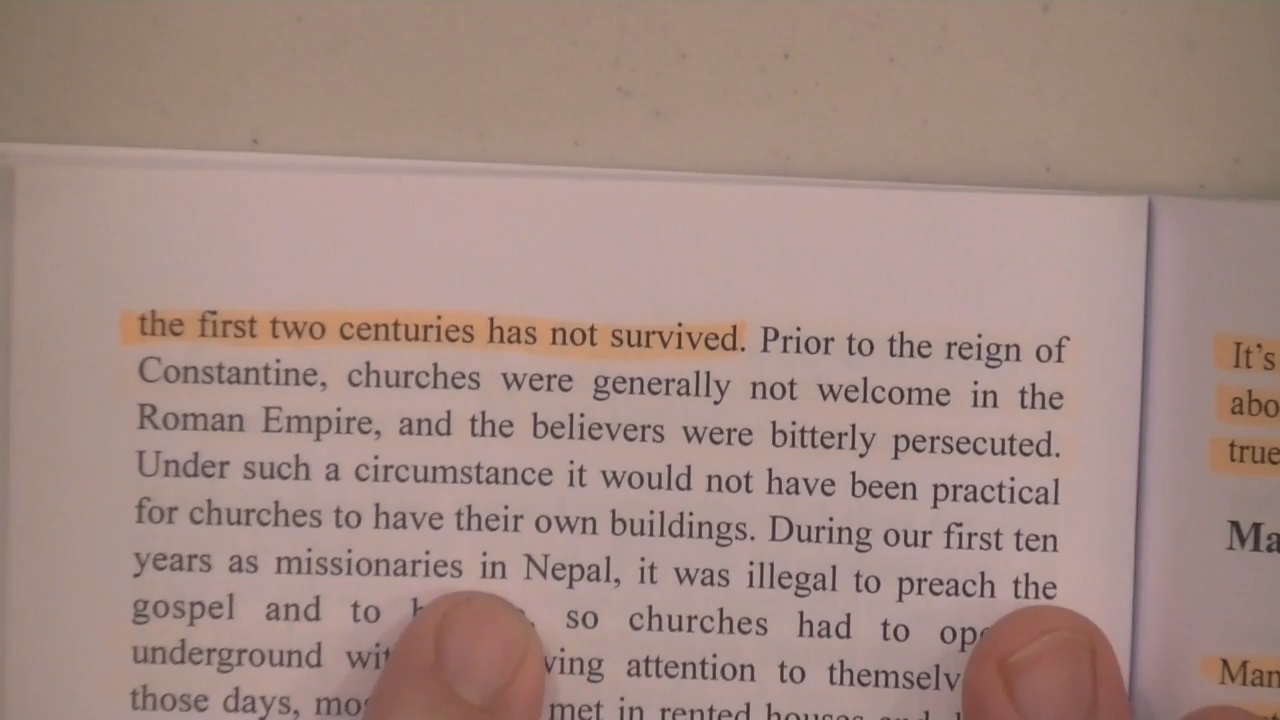 the first two centuries has not survived. Prior to the reign of
Constantine, churches were generally not welcome in the
Roman Empire, and the believers were bitterly persecuted.
Under such a circumstance it would not have been practical
for churches to have their own buildings. During our first ten
years as missionaries in Nepal, it was illegal to preach the
gospel and to so churches had to
underground attention to
those days, met in rented
It's
true